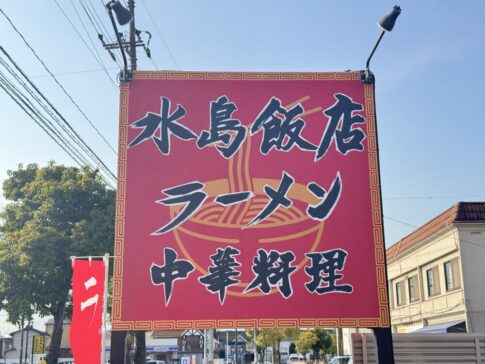 水島飯店
ラーメン
中華料理